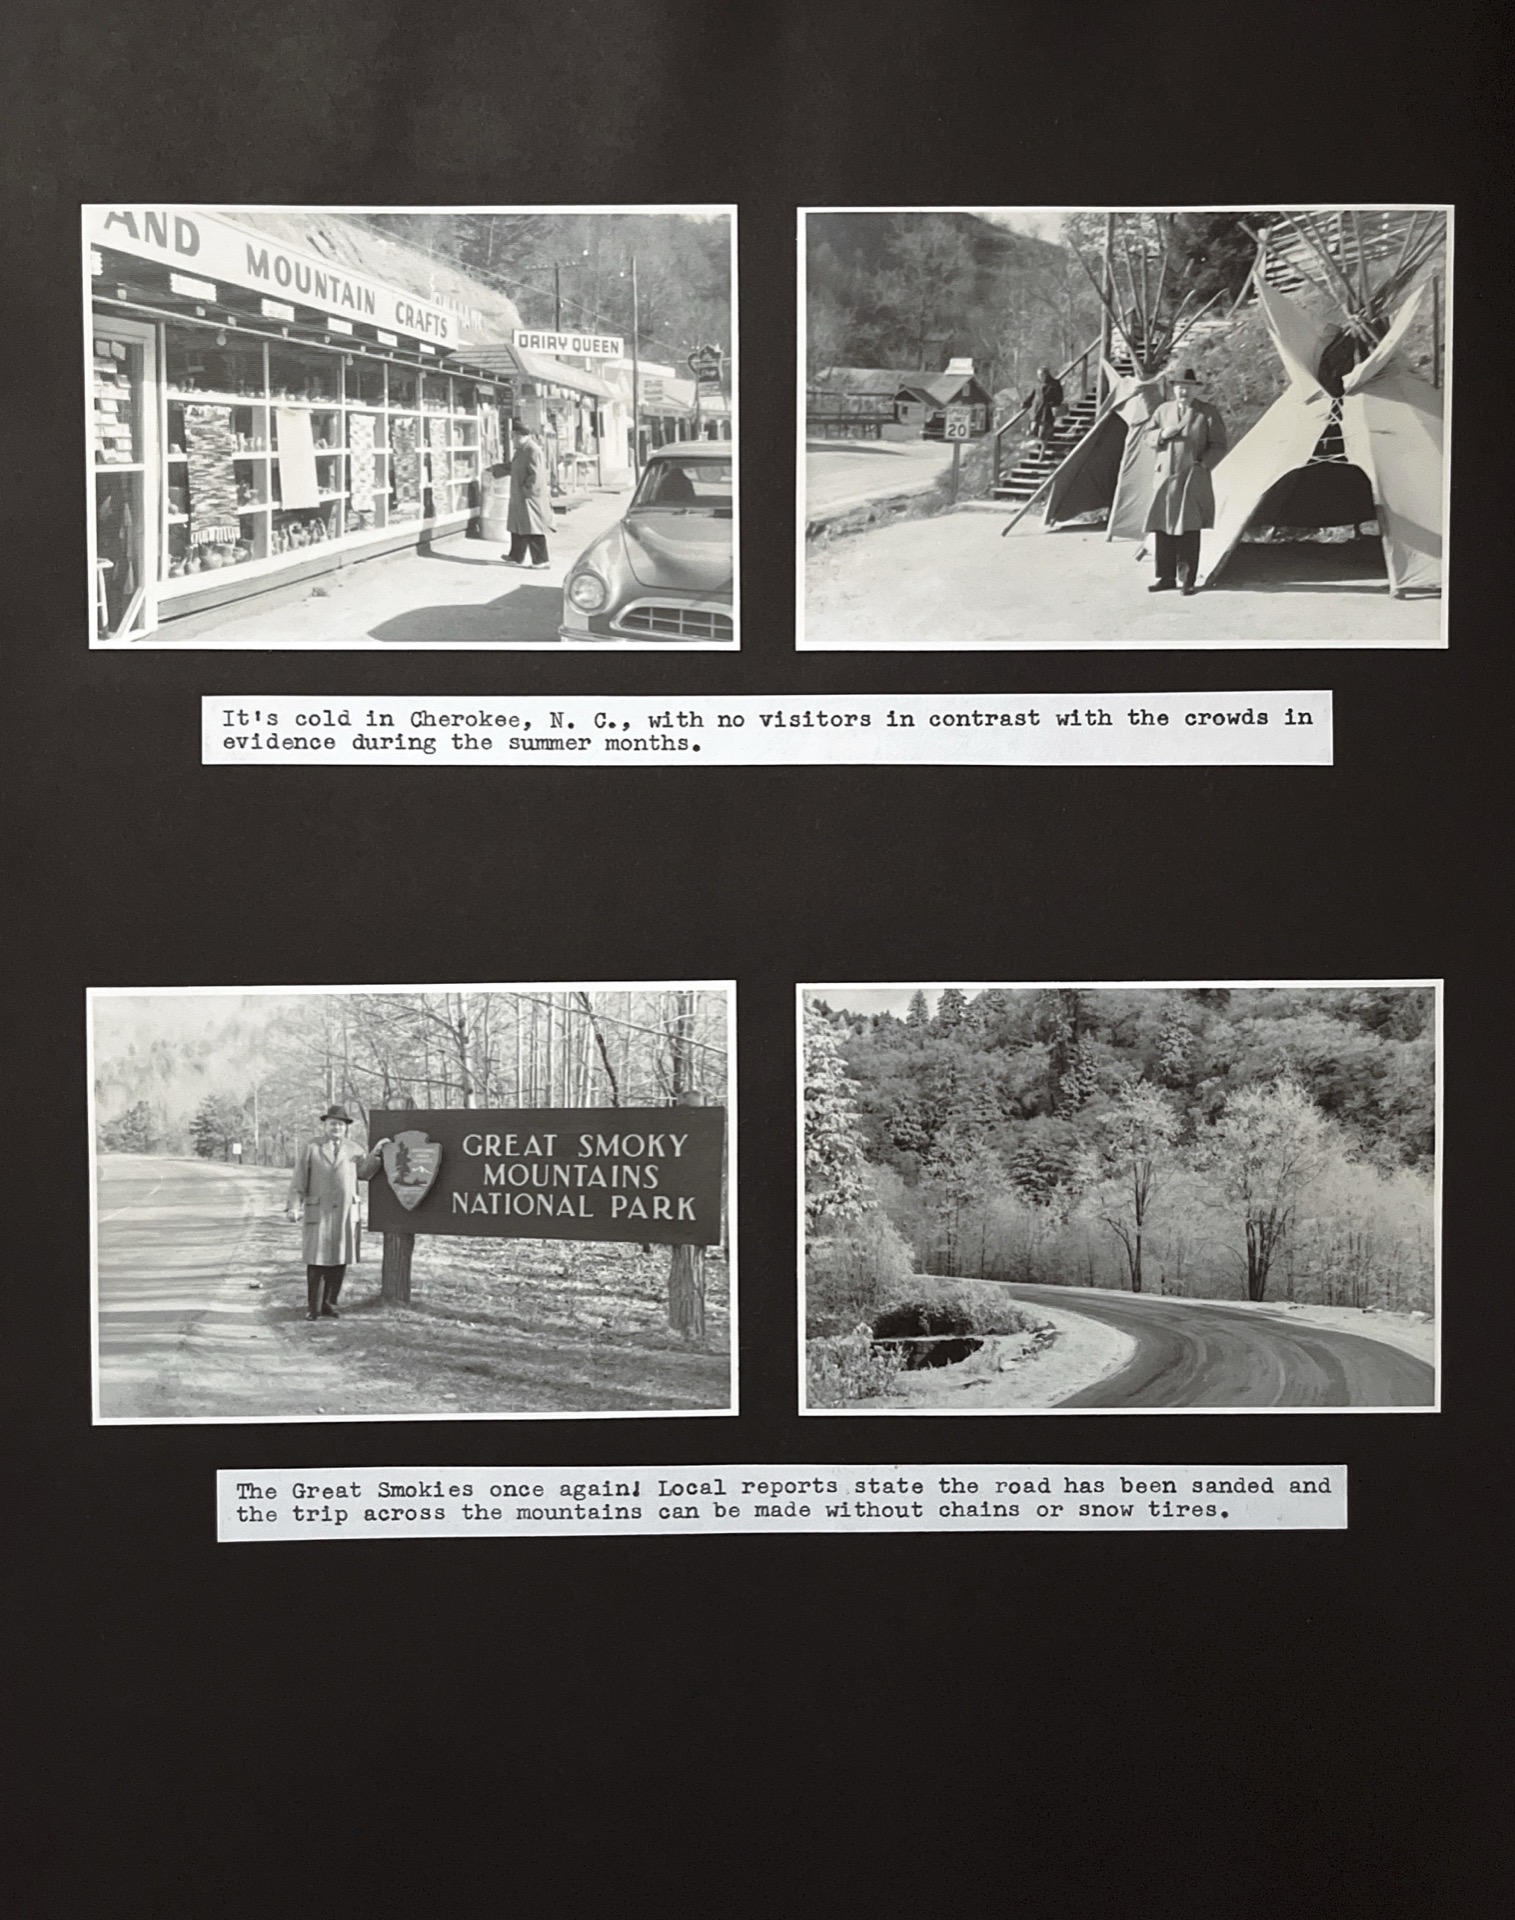 AND MOUNTAIN CRAFTS
DAIRY QUEEN
SPEED
20
It's cold in Cherokee, N. C., with no visitors in contrast with the crowds in
evidence during the summer months.
GREAT SMOKY
MOUNTAINS
NATIONAL PARK
The Great Smokies once again! Local reports state the road has been sanded and
the trip across the mountains can be made without chains or snow tires.